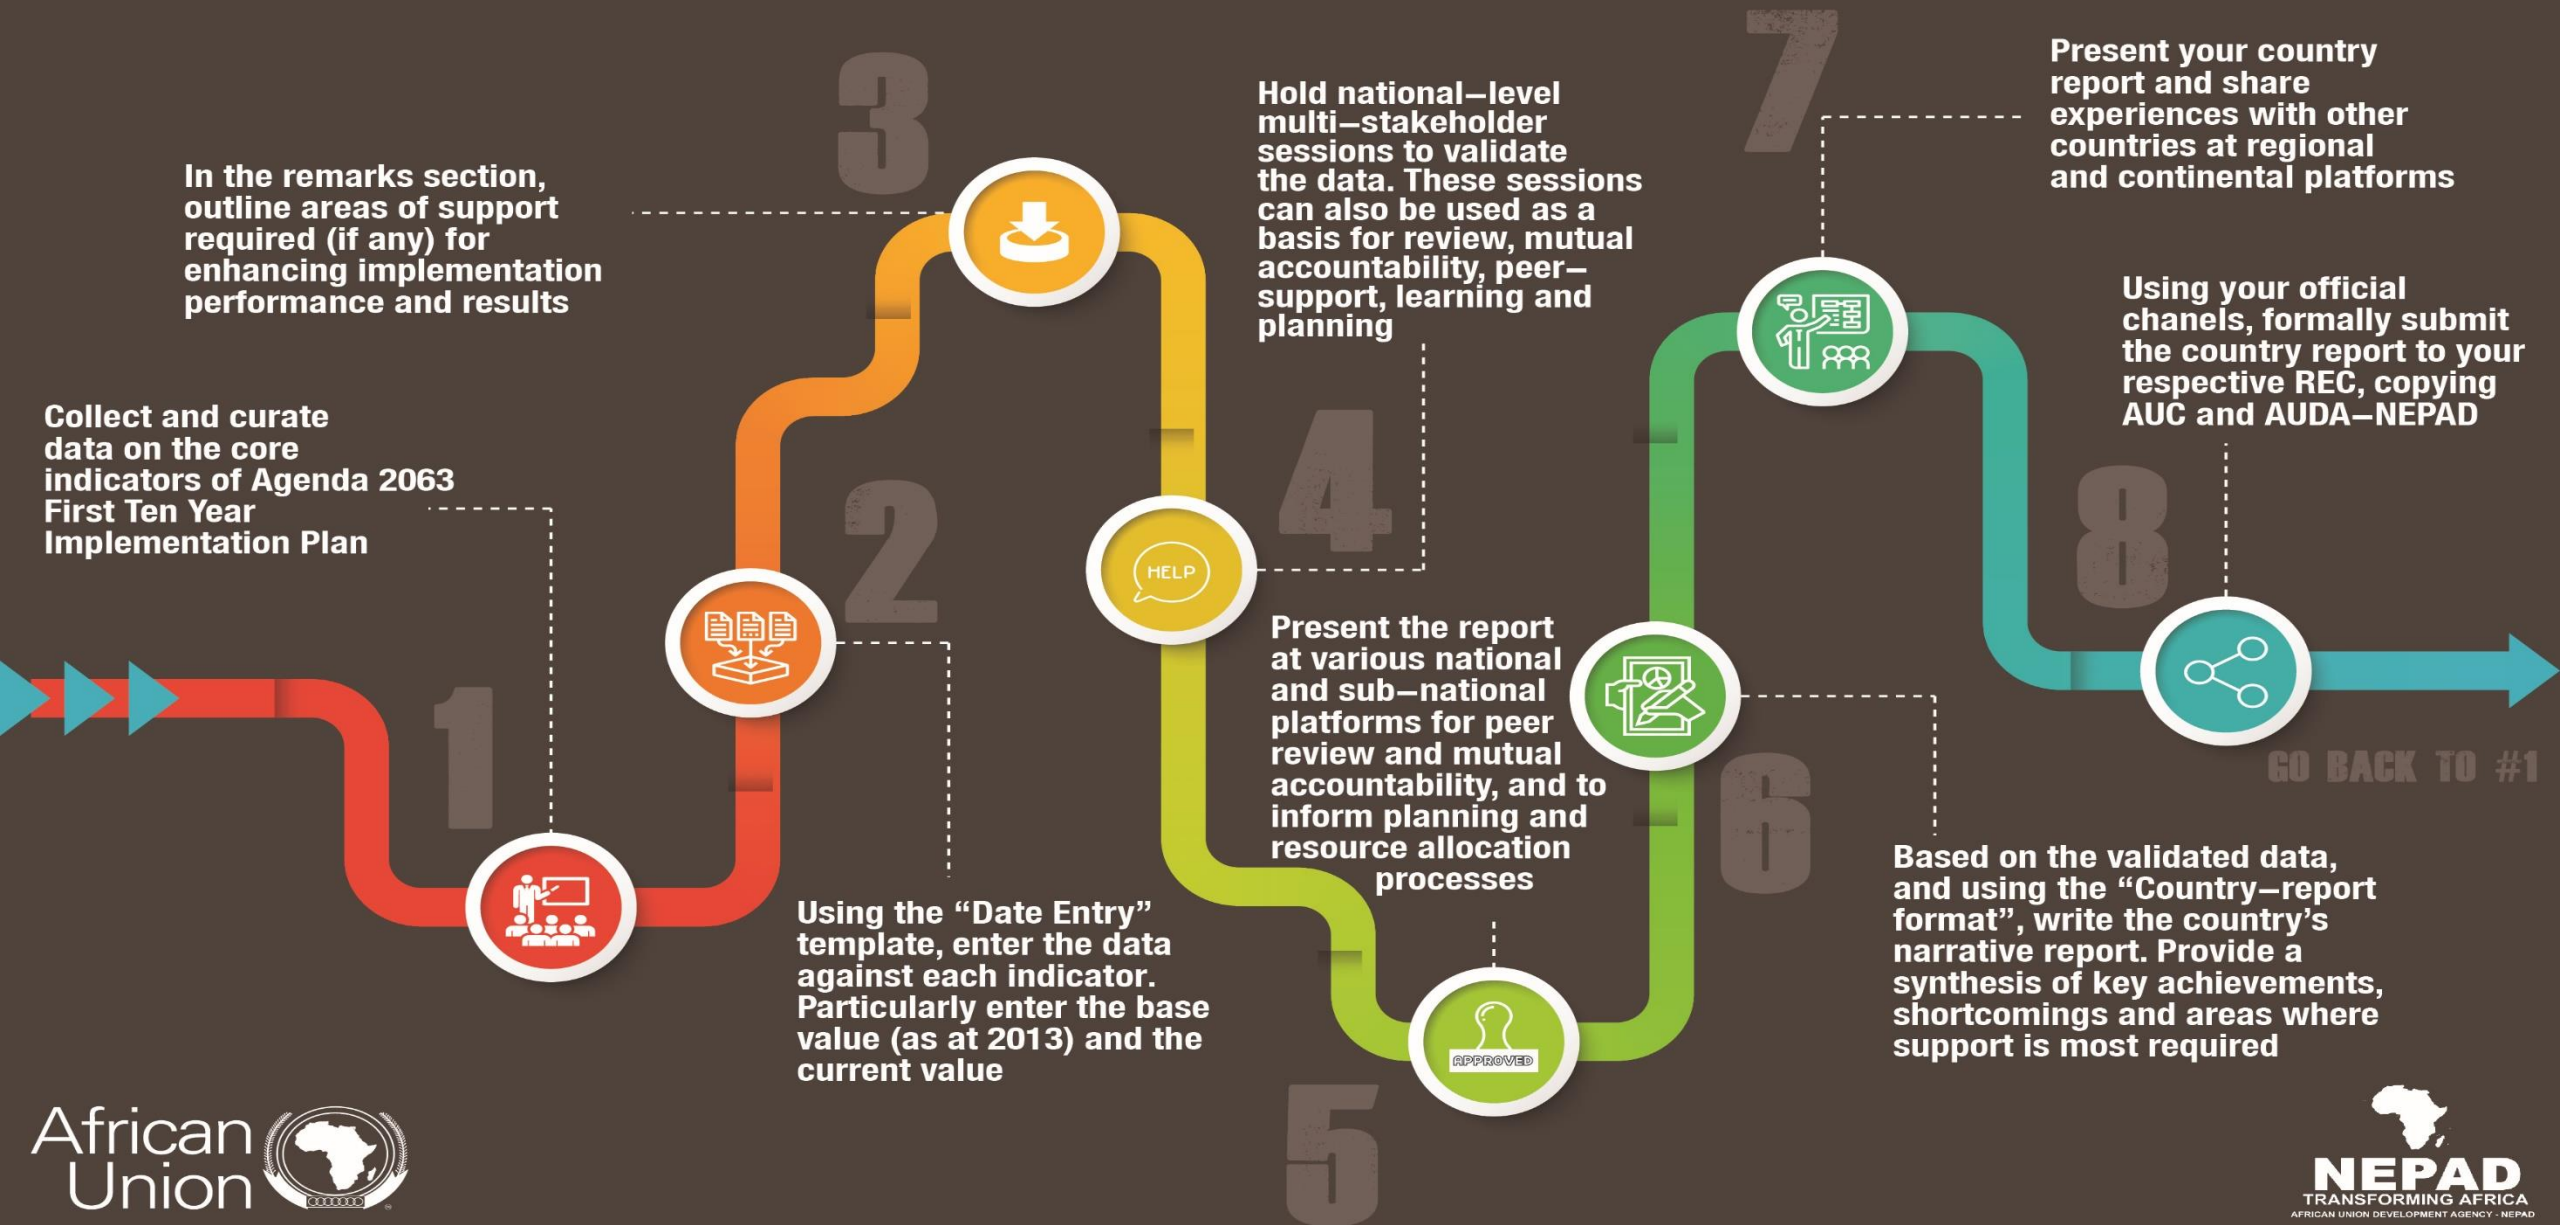 1
Collect and curate
data on the core
indicators of Agenda 2063
First Ten Year
Implementation Plan
2
Using the “Date Entry”
template, enter the data
against each indicator.
Particularly enter the base
value (as at 2013) and the
current value
3
In the remarks section,
outline areas of support
required (if any) for
enhancing implementation
performance and results
4
Hold national–level
multi–stakeholder
sessions to validate
the data. These sessions
can also be used as a
basis for review, mutual
accountability, peer–
support, learning and
planning
HELP
5
Present the report
at various national
and sub–national
platforms for peer
review and mutual
accountability, and to
inform planning and
resource allocation
processes
APPROVED
6
Based on the validated data,
and using the “Country–report
format”, write the country’s
narrative report. Provide a
synthesis of key achievements,
shortcomings and areas where
support is most required
7
Present your country
report and share
experiences with other
countries at regional
and continental platforms
8
Using your official
chanels, formally submit
the country report to your
respective REC, copying
AUC and AUDA–NEPAD
GO BACK TO #1
African
Union
NEPAD
TRANSFORMING AFRICA
AFRICAN UNION DEVELOPMENT AGENCY - NEPAD